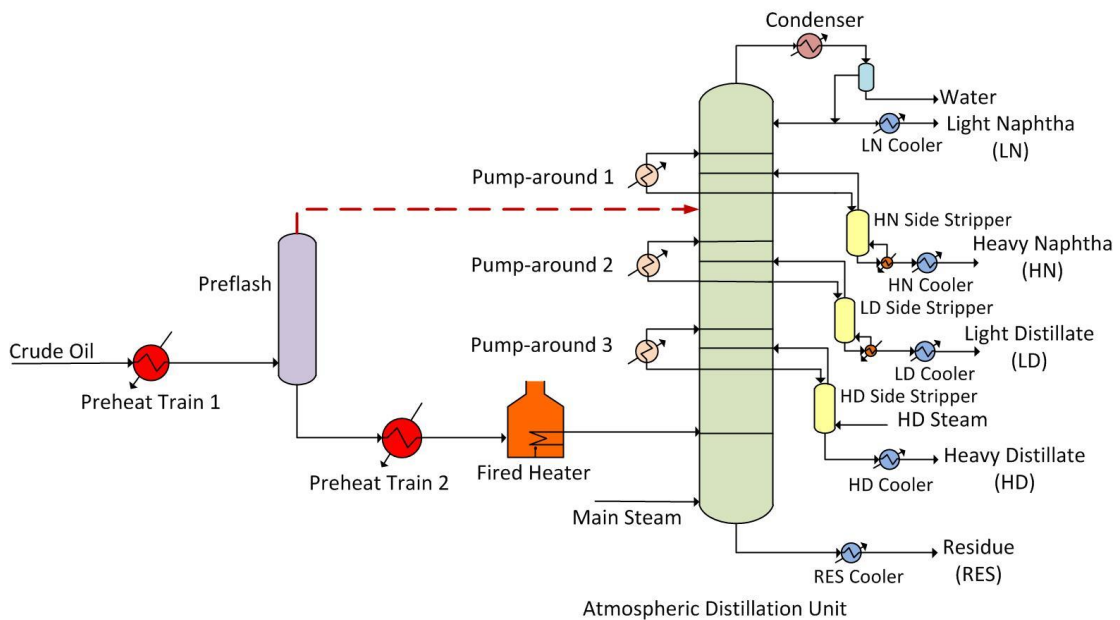 Condenser
Water
Light Naphtha
(LN)
LN Cooler
Pump-around 1
HN Side Stripper
Heavy Naphtha
(HN)
HN Cooler
Preflash
Pump-around 2
LD Side Stripper
Light Distillate
(LD)
LD Cooler
Crude Oil
Preheat Train 1
Pump-around 3
HD Side Stripper
HD Steam
Heavy Distillate
(HD)
HD Cooler
Preheat Train 2
Fired Heater
Main Steam
Residue
(RES)
RES Cooler
Atmospheric Distillation Unit